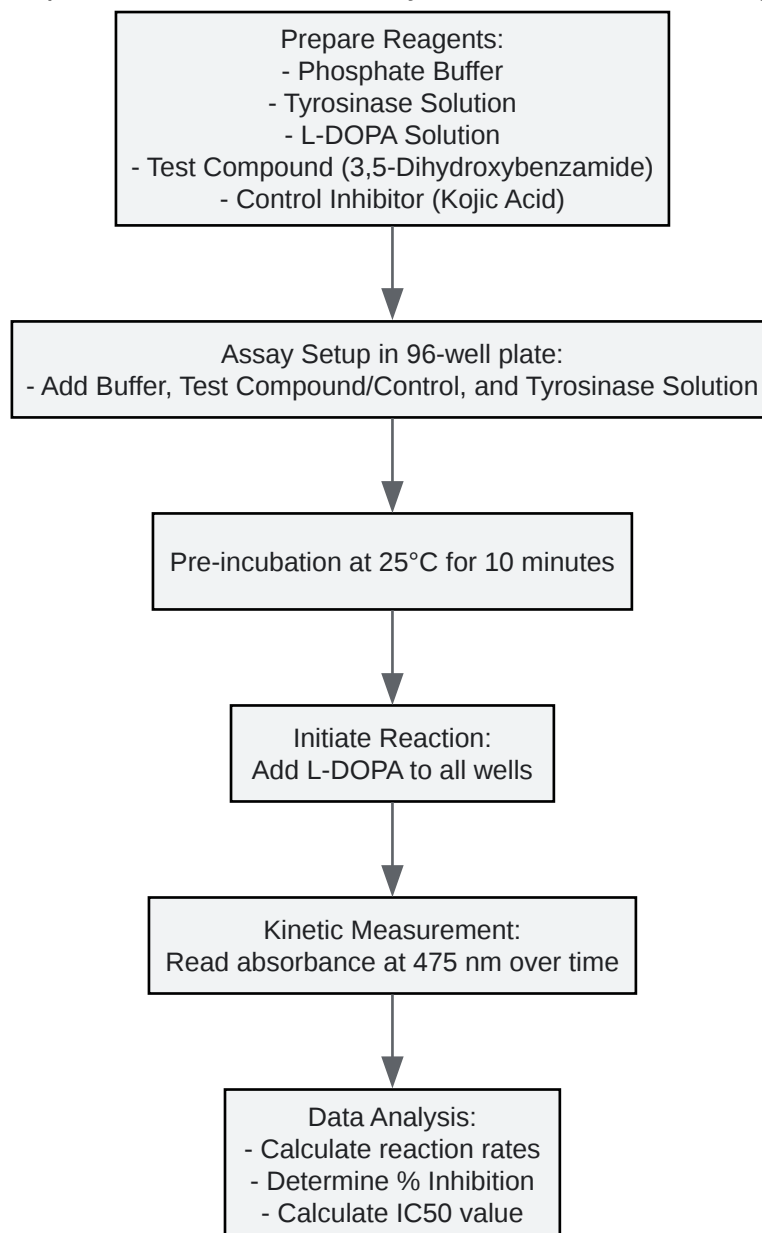 Prepare Reagents:
- Phosphate Buffer
- Tyrosinase Solution
- L-DOPA Solution
- Test Compound (3,5-Dihydroxybenzamide)
- Control Inhibitor (Kojic Acid)
Assay Setup in 96-well plate:
- Add Buffer, Test Compound/Control, and Tyrosinase Solution
Pre-incubation at 25°C for 10 minutes
Initiate Reaction:
Add L-DOPA to all wells
Kinetic Measurement:
Read absorbance at 475 nm over time
Data Analysis:
- Calculate reaction rates
- Determine % Inhibition
- Calculate IC50 value